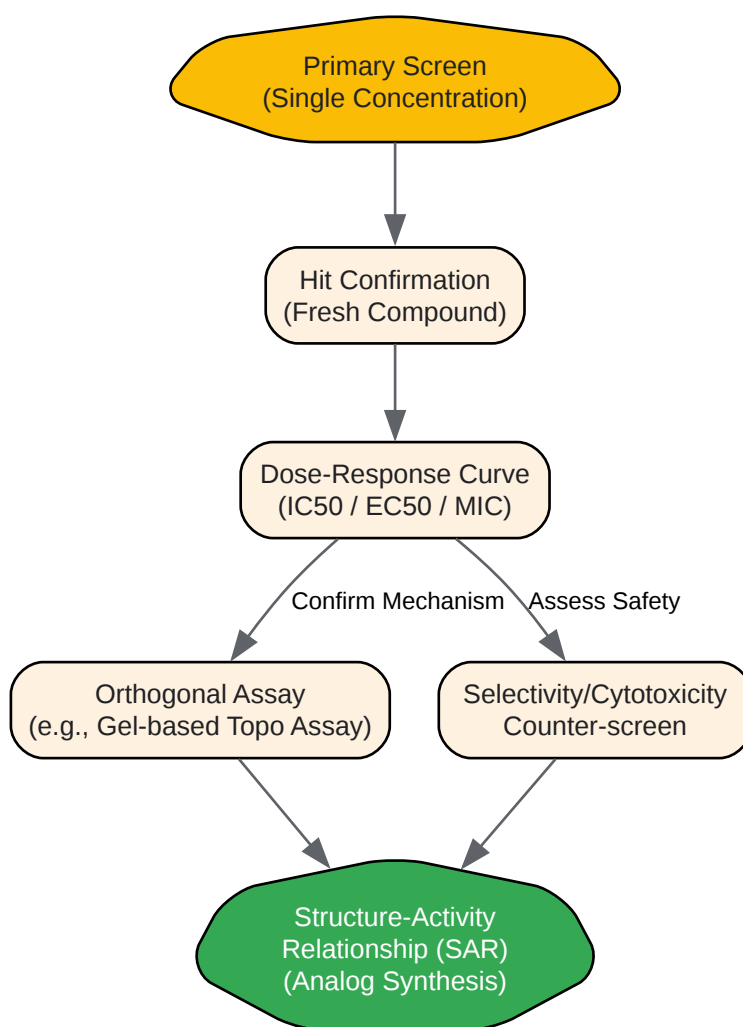 Primary Screen
(Single Concentration)
Hit Confirmation
(Fresh Compound)
Dose-Response Curve
(IC50 / EC50 / MIC)
Confirm Mechanism
Assess Safety
Orthogonal Assay
(e.g., Gel-based Topo Assay)
Selectivity/Cytotoxicity
Counter-screen
Structure-Activity
Relationship (SAR)
(Analog Synthesis)